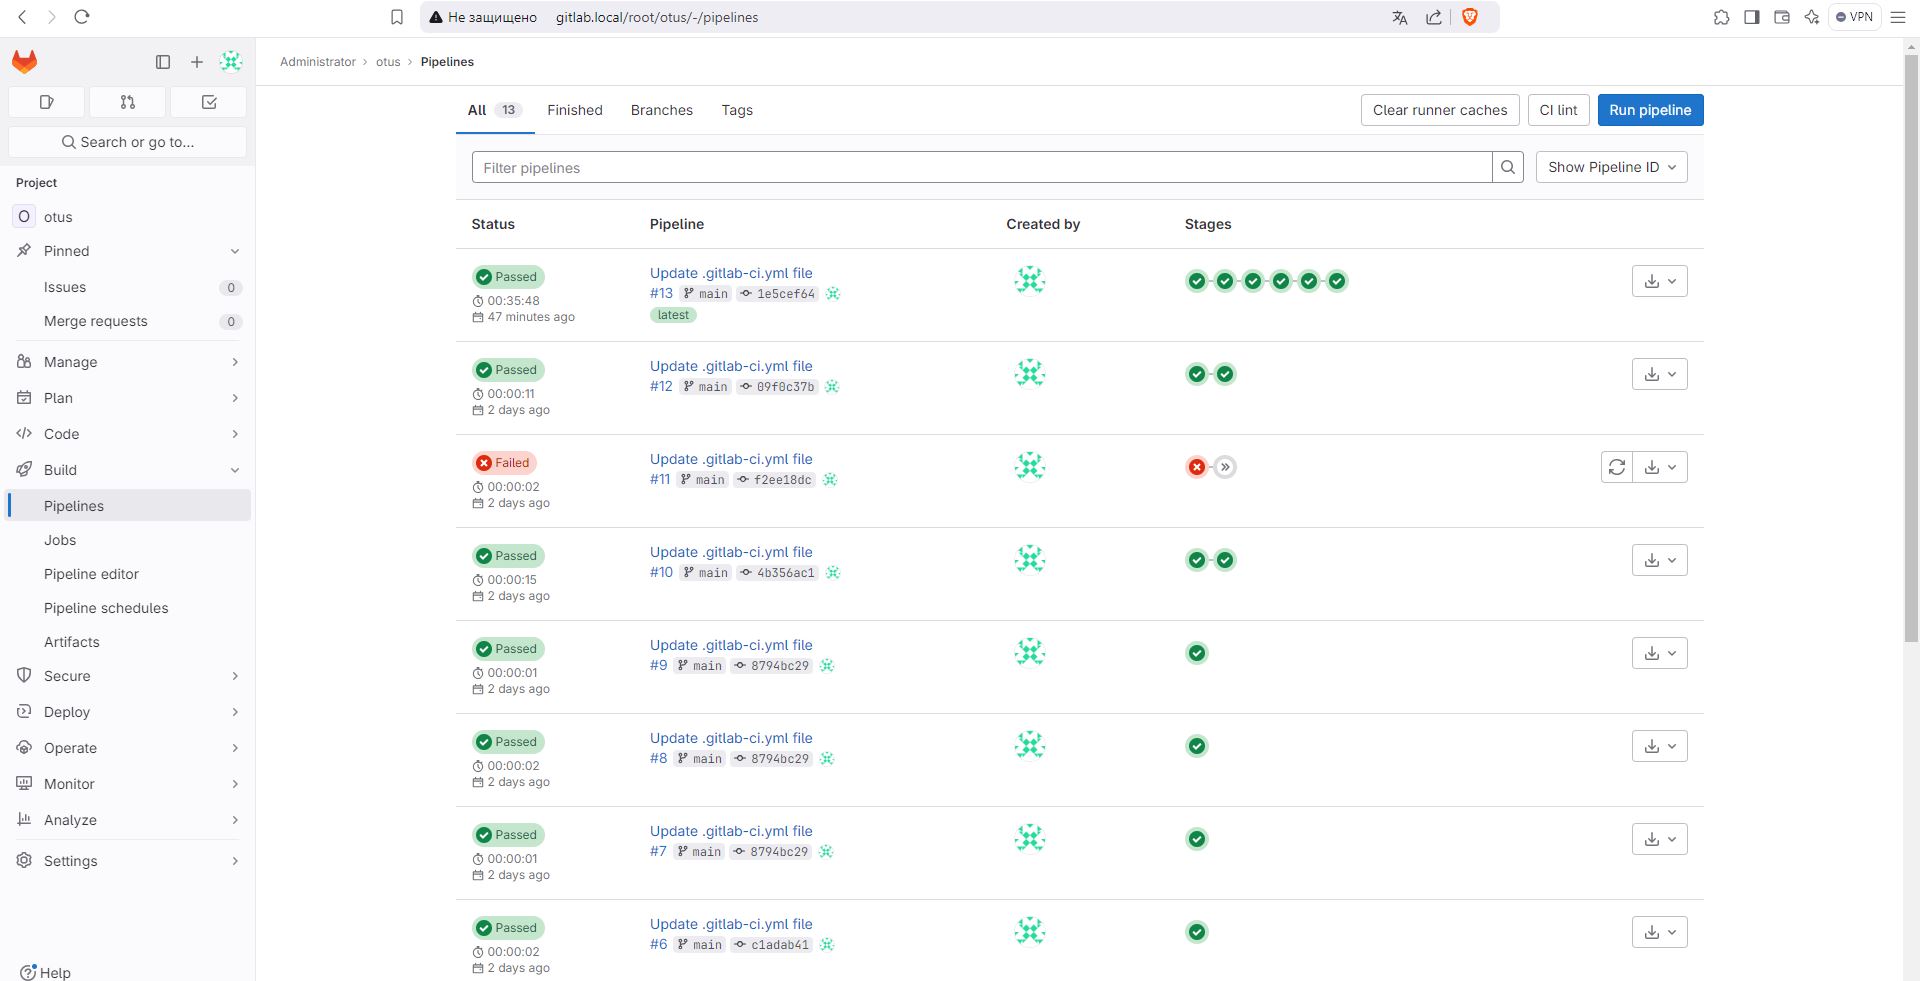 Не защищено gitlab.local/root/otus/-/pipelines
VPN
Administrator › otus › Pipelines
Search or go to...
Project
O otus
Pinned
Issues 0
Merge requests 0
Manage
Plan
Code
Build
Pipelines
Jobs
Pipeline editor
Pipeline schedules
Artifacts
Secure
Deploy
Operate
Monitor
Analyze
Settings
Help
All 13 Finished Branches Tags
Clear runner caches CI lint Run pipeline
Filter pipelines
Show Pipeline ID
Status Pipeline Created by Stages
Passed
00:35:48
47 minutes ago
Update .gitlab-ci.yml file
#13 main 1e5cef64
latest
Passed
00:00:11
2 days ago
Update .gitlab-ci.yml file
#12 main 09f0c37b
Failed
00:00:02
2 days ago
Update .gitlab-ci.yml file
#11 main f2ee18dc
Passed
00:00:15
2 days ago
Update .gitlab-ci.yml file
#10 main 4b356ac1
Passed
00:00:01
2 days ago
Update .gitlab-ci.yml file
#9 main 8794bc29
Passed
00:00:02
2 days ago
Update .gitlab-ci.yml file
#8 main 8794bc29
Passed
00:00:01
2 days ago
Update .gitlab-ci.yml file
#7 main 8794bc29
Passed
00:00:02
2 days ago
Update .gitlab-ci.yml file
#6 main c1adab41